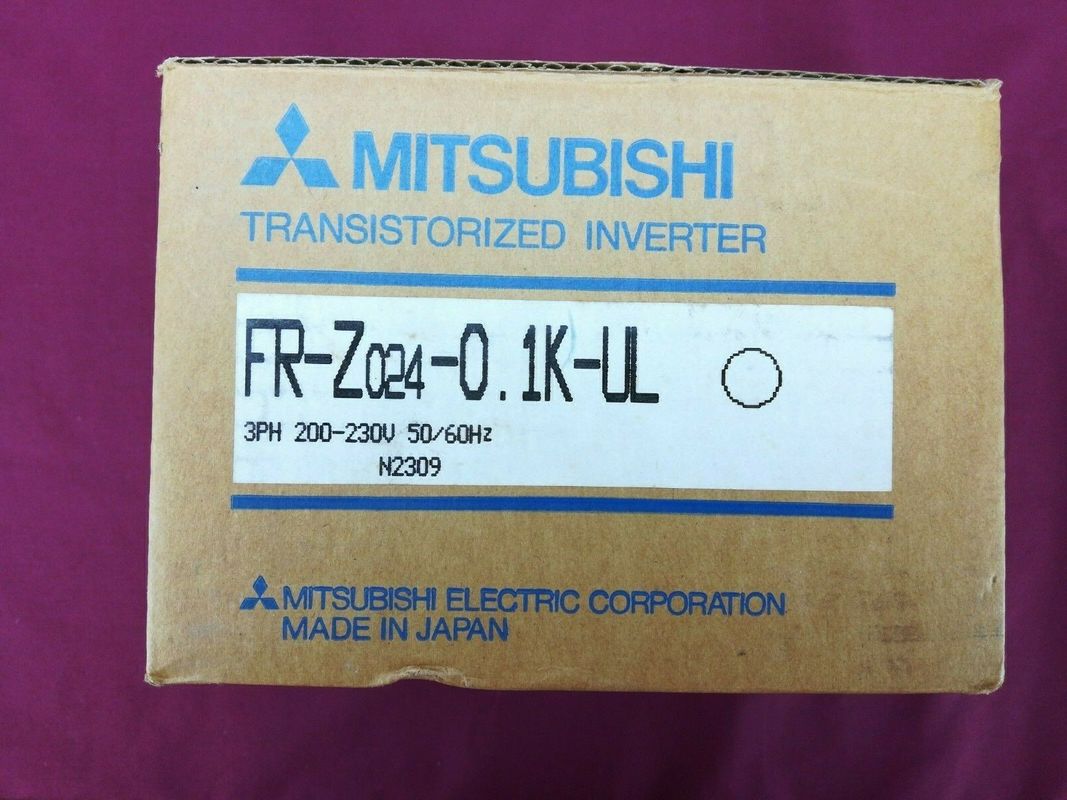 MITSUBISHI
TRANSISTORIZED INVERTER
FR-Z024-0.1K-UL
3PH 200-230V 50/60Hz
N2309
MITSUBISHI ELECTRIC CORPORATION
MADE IN JAPAN